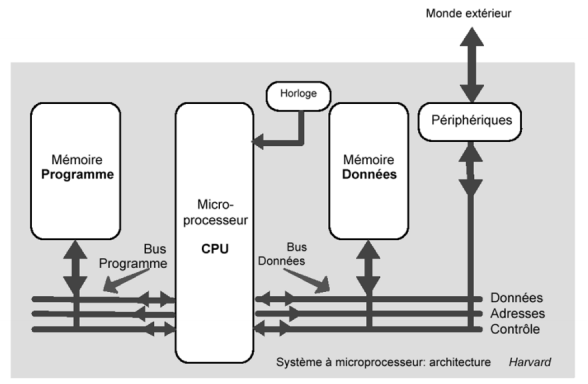 Monde extérieur
Horloge
Périphériques
Mémoire
Programme
Micro-
processeur
CPU
Mémoire
Données
Bus
Programme
Bus
Données
Données
Adresses
Contrôle
Système à microprocesseur: architecture Harvard